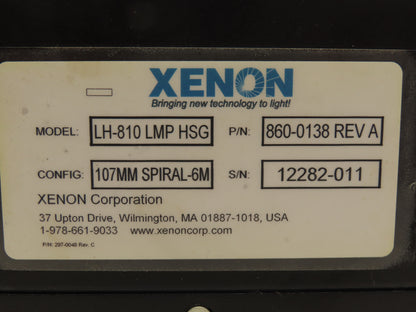 XENON
Bringing new technology to light!
MODEL: LH-810 LMP HSG P/N: 860-0138 REV A
CONFIG: 107MM SPIRAL-6M S/N: 12282-011
XENON Corporation
37 Upton Drive, Wilmington, MA 01887-1018, USA
1-978-661-9033 www.xenoncorp.com
P/N: 297-0048 Rev. C